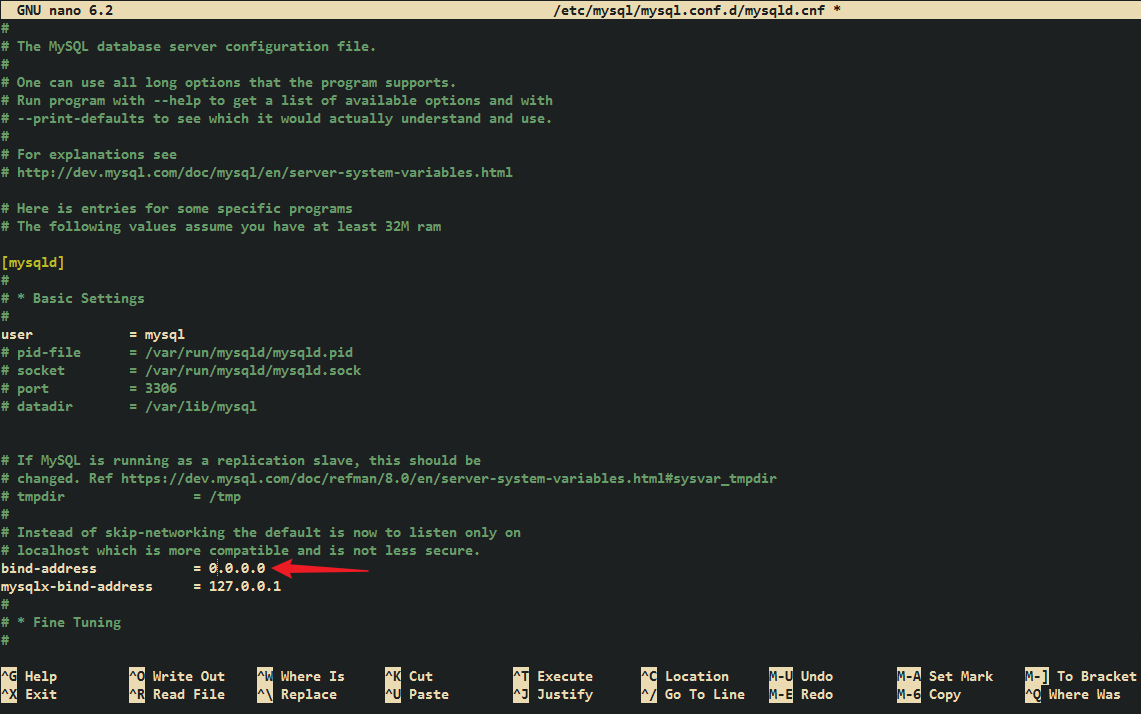 GNU nano 6.2 /etc/mysql/mysql.conf.d/mysqld.cnf *
#
# The MySQL database server configuration file.
#
# One can use all long options that the program supports.
# Run program with --help to get a list of available options and with
# --print-defaults to see which it would actually understand and use.
#
# For explanations see
# http://dev.mysql.com/doc/mysql/en/server-system-variables.html
# Here is entries for some specific programs
# The following values assume you have at least 32M ram
[mysqld]
#
# * Basic Settings
#
user = mysql
# pid-file = /var/run/mysqld/mysqld.pid
# socket = /var/run/mysqld/mysqld.sock
# port = 3306
# datadir = /var/lib/mysql
# If MySQL is running as a replication slave, this should be
# changed. Ref https://dev.mysql.com/doc/refman/8.0/en/server-system-variables.html#sysvar_tmpdir
# tmpdir = /tmp
#
# Instead of skip-networking the default is now to listen only on
# localhost which is more compatible and is not less secure.
bind-address = 0.0.0.0
mysqlx-bind-address = 127.0.0.1
#
# * Fine Tuning
#
^G Help ^O Write Out ^W Where Is ^K Cut ^T Execute ^C Location M-U Undo M-A Set Mark M-] To Bracket
^X Exit ^R Read File ^\ Replace ^U Paste ^J Justify ^/ Go To Line M-E Redo M-6 Copy ^Q Where Was